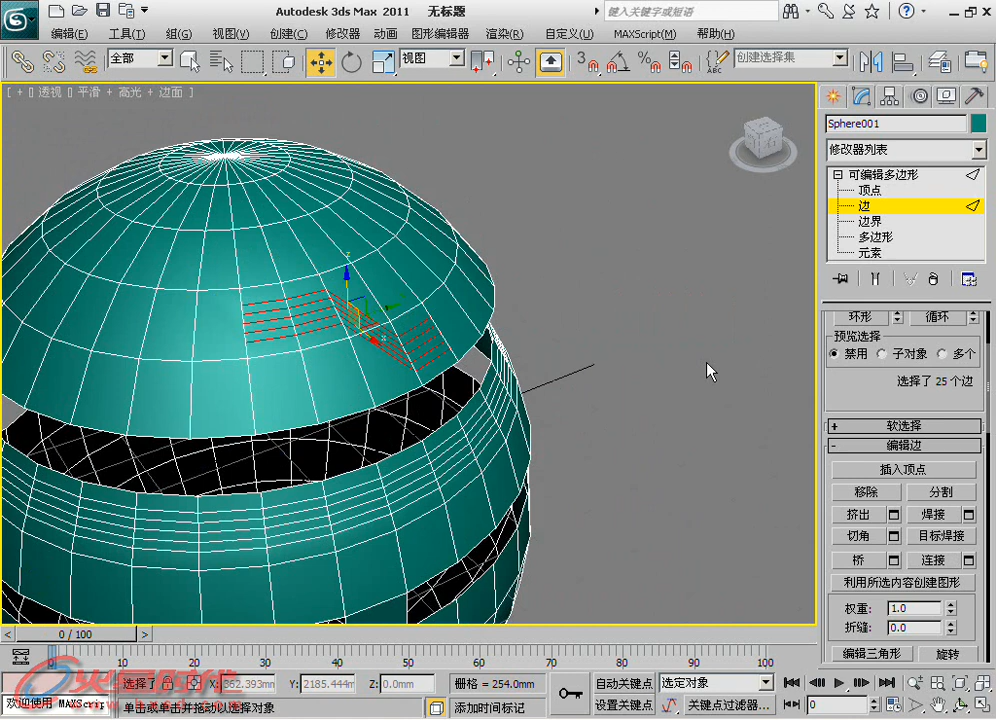 Autodesk 3ds Max 2011 无标题
键入关键字或短语
编辑(E) 工具(T) 组(G) 视图(V) 创建(C) 修改器 动画 图形编辑器 渲染(R) 自定义(U) MAXScript(M) 帮助(H)
全部 视图 3 创建选择集
[ + ] 透视 ] 平滑 + 高光 + 边面 ]
Sphere001
修改器列表
可编辑多边形
顶点
边
边界
多边形
元素
环形 循环
预览选择
禁用 子对象 多个
选择了 25 个边
+ 软选择
- 编辑边
插入顶点
移除 分割
挤出 焊接
切角 目标焊接
桥 连接
利用所选内容创建图形
权重: 1.0
折缝: 0.0
编辑三角形 旋转
z
< 0 / 100 >
0 10 20 30 40 50 60 70 80 90 100
选择了 X: 862.393mm Y: 2185.444m Z: 0.0mm 栅格 = 254.0mm 自动关键点 选定对象
欢迎使用 MAXScrip 单击或单击并拖动以选择对象 添加时间标记 设置关键点 关键点过滤器... 0